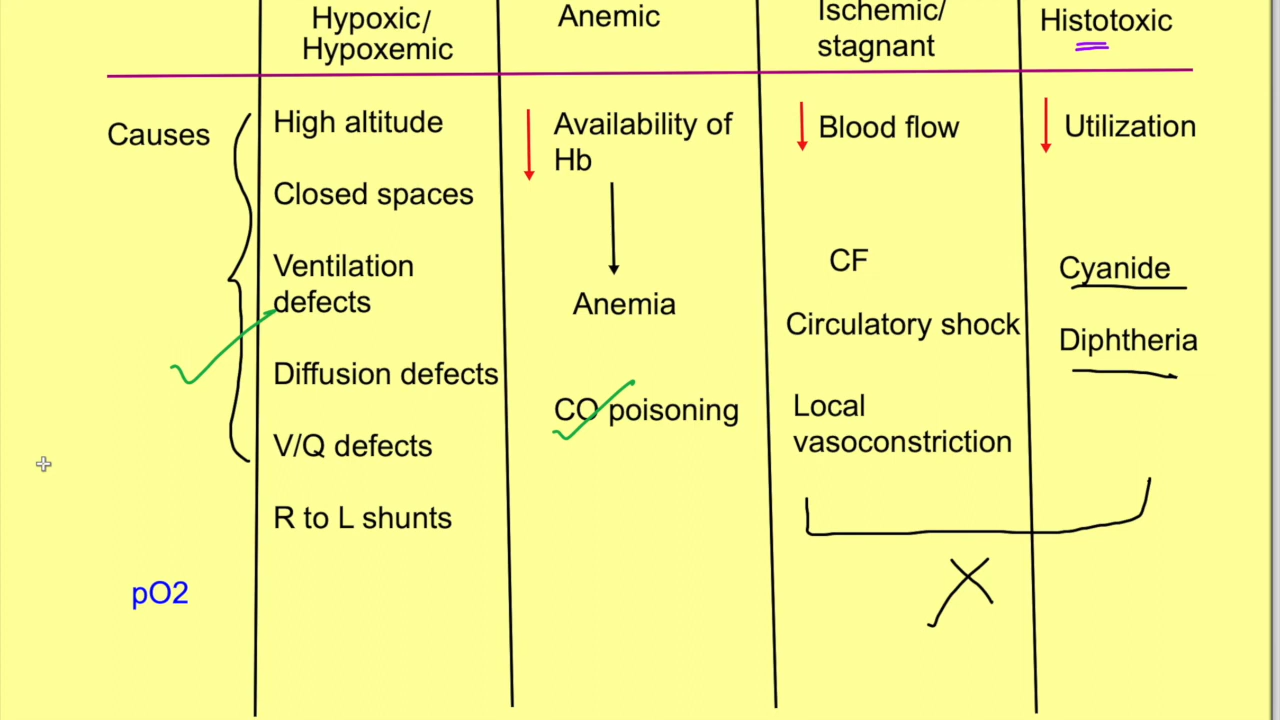 Hypoxic/
Hypoxemic
Anemic
Ischemic/
stagnant
Histotoxic
Causes
High altitude
Closed spaces
Ventilation
defects
Diffusion defects
V/Q defects
R to L shunts
Availability of
Hb
Anemia
CO poisoning
Blood flow
CF
Circulatory shock
Local
vasoconstriction
Utilization
Cyanide
Diphtheria
pO2